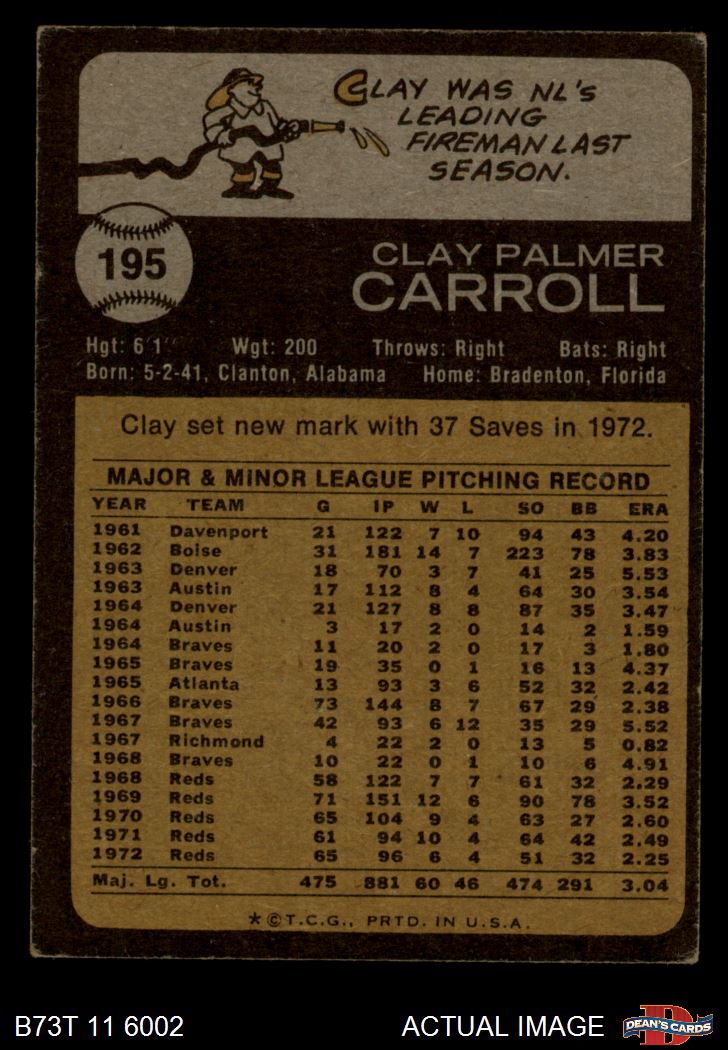 CLAY WAS NL'S
LEADING
FIREMAN LAST
SEASON.
195
CLAY PALMER
CARROLL
Hgt: 6'1" Wgt: 200 Throws: Right Bats: Right
Born: 5-2-41, Clanton, Alabama Home: Bradenton, Florida
Clay set new mark with 37 Saves in 1972.
MAJOR & MINOR LEAGUE PITCHING RECORD
YEAR TEAM G IP W L SO BB ERA
1961 Davenport 21 122 7 10 94 43 4.20
1962 Boise 31 181 14 7 223 78 3.83
1963 Denver 18 70 3 7 41 25 5.53
1963 Austin 17 112 8 4 64 30 3.54
1964 Denver 21 127 8 8 87 35 3.47
1964 Austin 3 17 2 0 14 2 1.59
1964 Braves 11 20 2 0 17 3 1.80
1965 Braves 19 35 0 1 16 13 4.37
1965 Atlanta 13 93 3 6 52 32 2.42
1966 Braves 73 144 8 7 67 29 2.38
1967 Braves 42 93 6 12 35 29 5.52
1967 Richmond 4 22 2 0 13 5 0.82
1968 Braves 10 22 0 1 10 6 4.91
1968 Reds 58 122 7 7 61 32 2.29
1969 Reds 71 151 12 6 90 78 3.52
1970 Reds 65 104 9 4 63 27 2.60
1971 Reds 61 94 10 4 64 42 2.49
1972 Reds 65 96 6 4 51 32 2.25
Maj. Lg. Tot. 475 881 60 46 474 291 3.04
*©T.C.G., PRTD. IN U.S.A.
B73T 11 6002 ACTUAL IMAGE DEAN'S CARDS